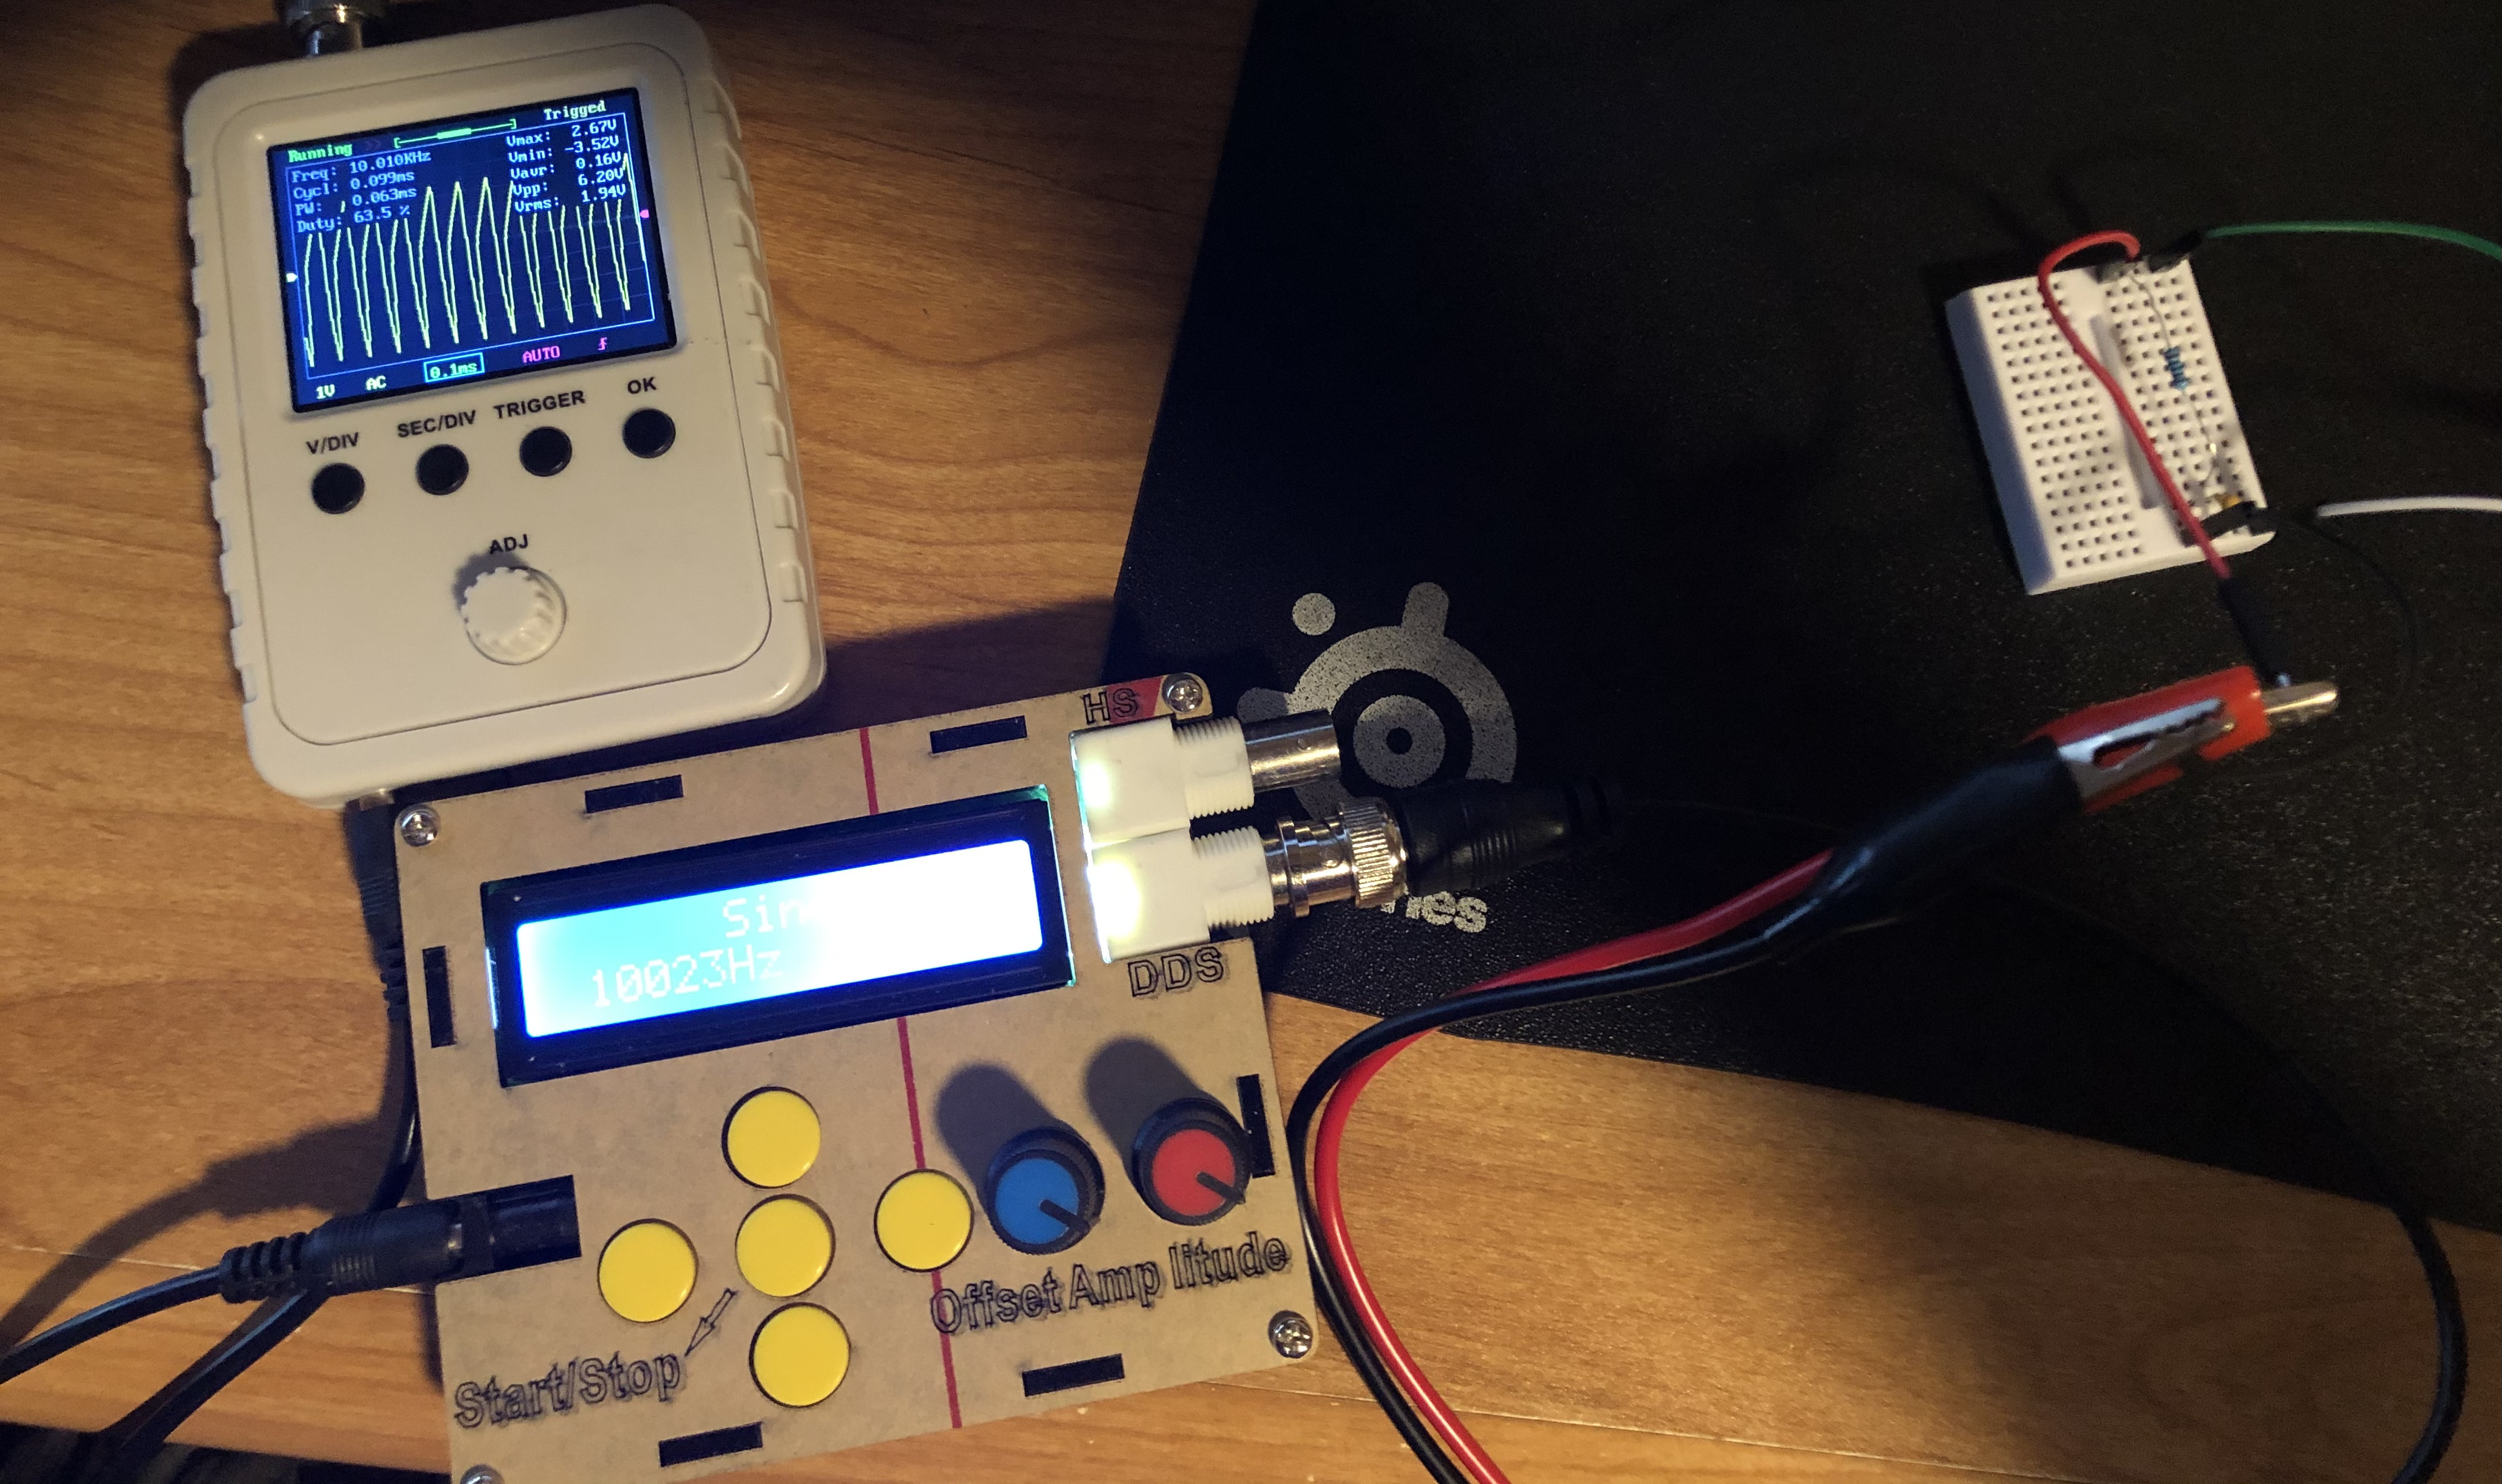 Running
Trigged
Freq: 10.010KHz
Cycl: 0.099ms
PW: 0.063ms
Duty: 63.5 %
Vmax: 2.67V
Vmin: -3.52V
Vavr: 0.16V
Vpp: 6.20V
Vrms: 1.94V
1V AC 0.1ms AUTO
V/DIV SEC/DIV TRIGGER OK
ADJ
HS
Sin
10023Hz
DDS
Offset Amp litude
Start/Stop